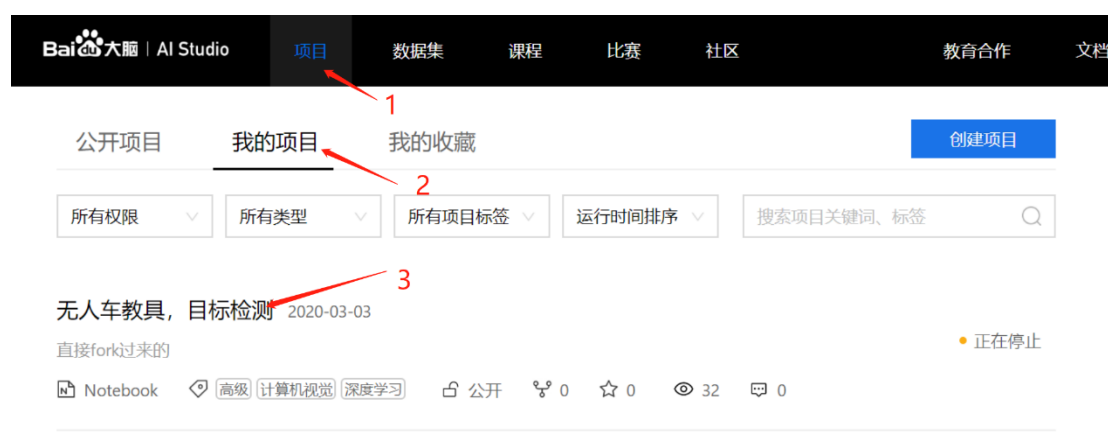 Bai du 大脑 | AI Studio 项目 数据集 课程 比赛 社区 教育合作 文档
1
公开项目 我的项目 我的收藏 创建项目
2
所有权限 所有类型 所有项目标签 运行时间排序 搜索项目关键词、标签
3
无人车教具，目标检测 2020-03-03
直接fork过来的 正在停止
Notebook 高级 计算机视觉 深度学习 公开 0 0 32 0